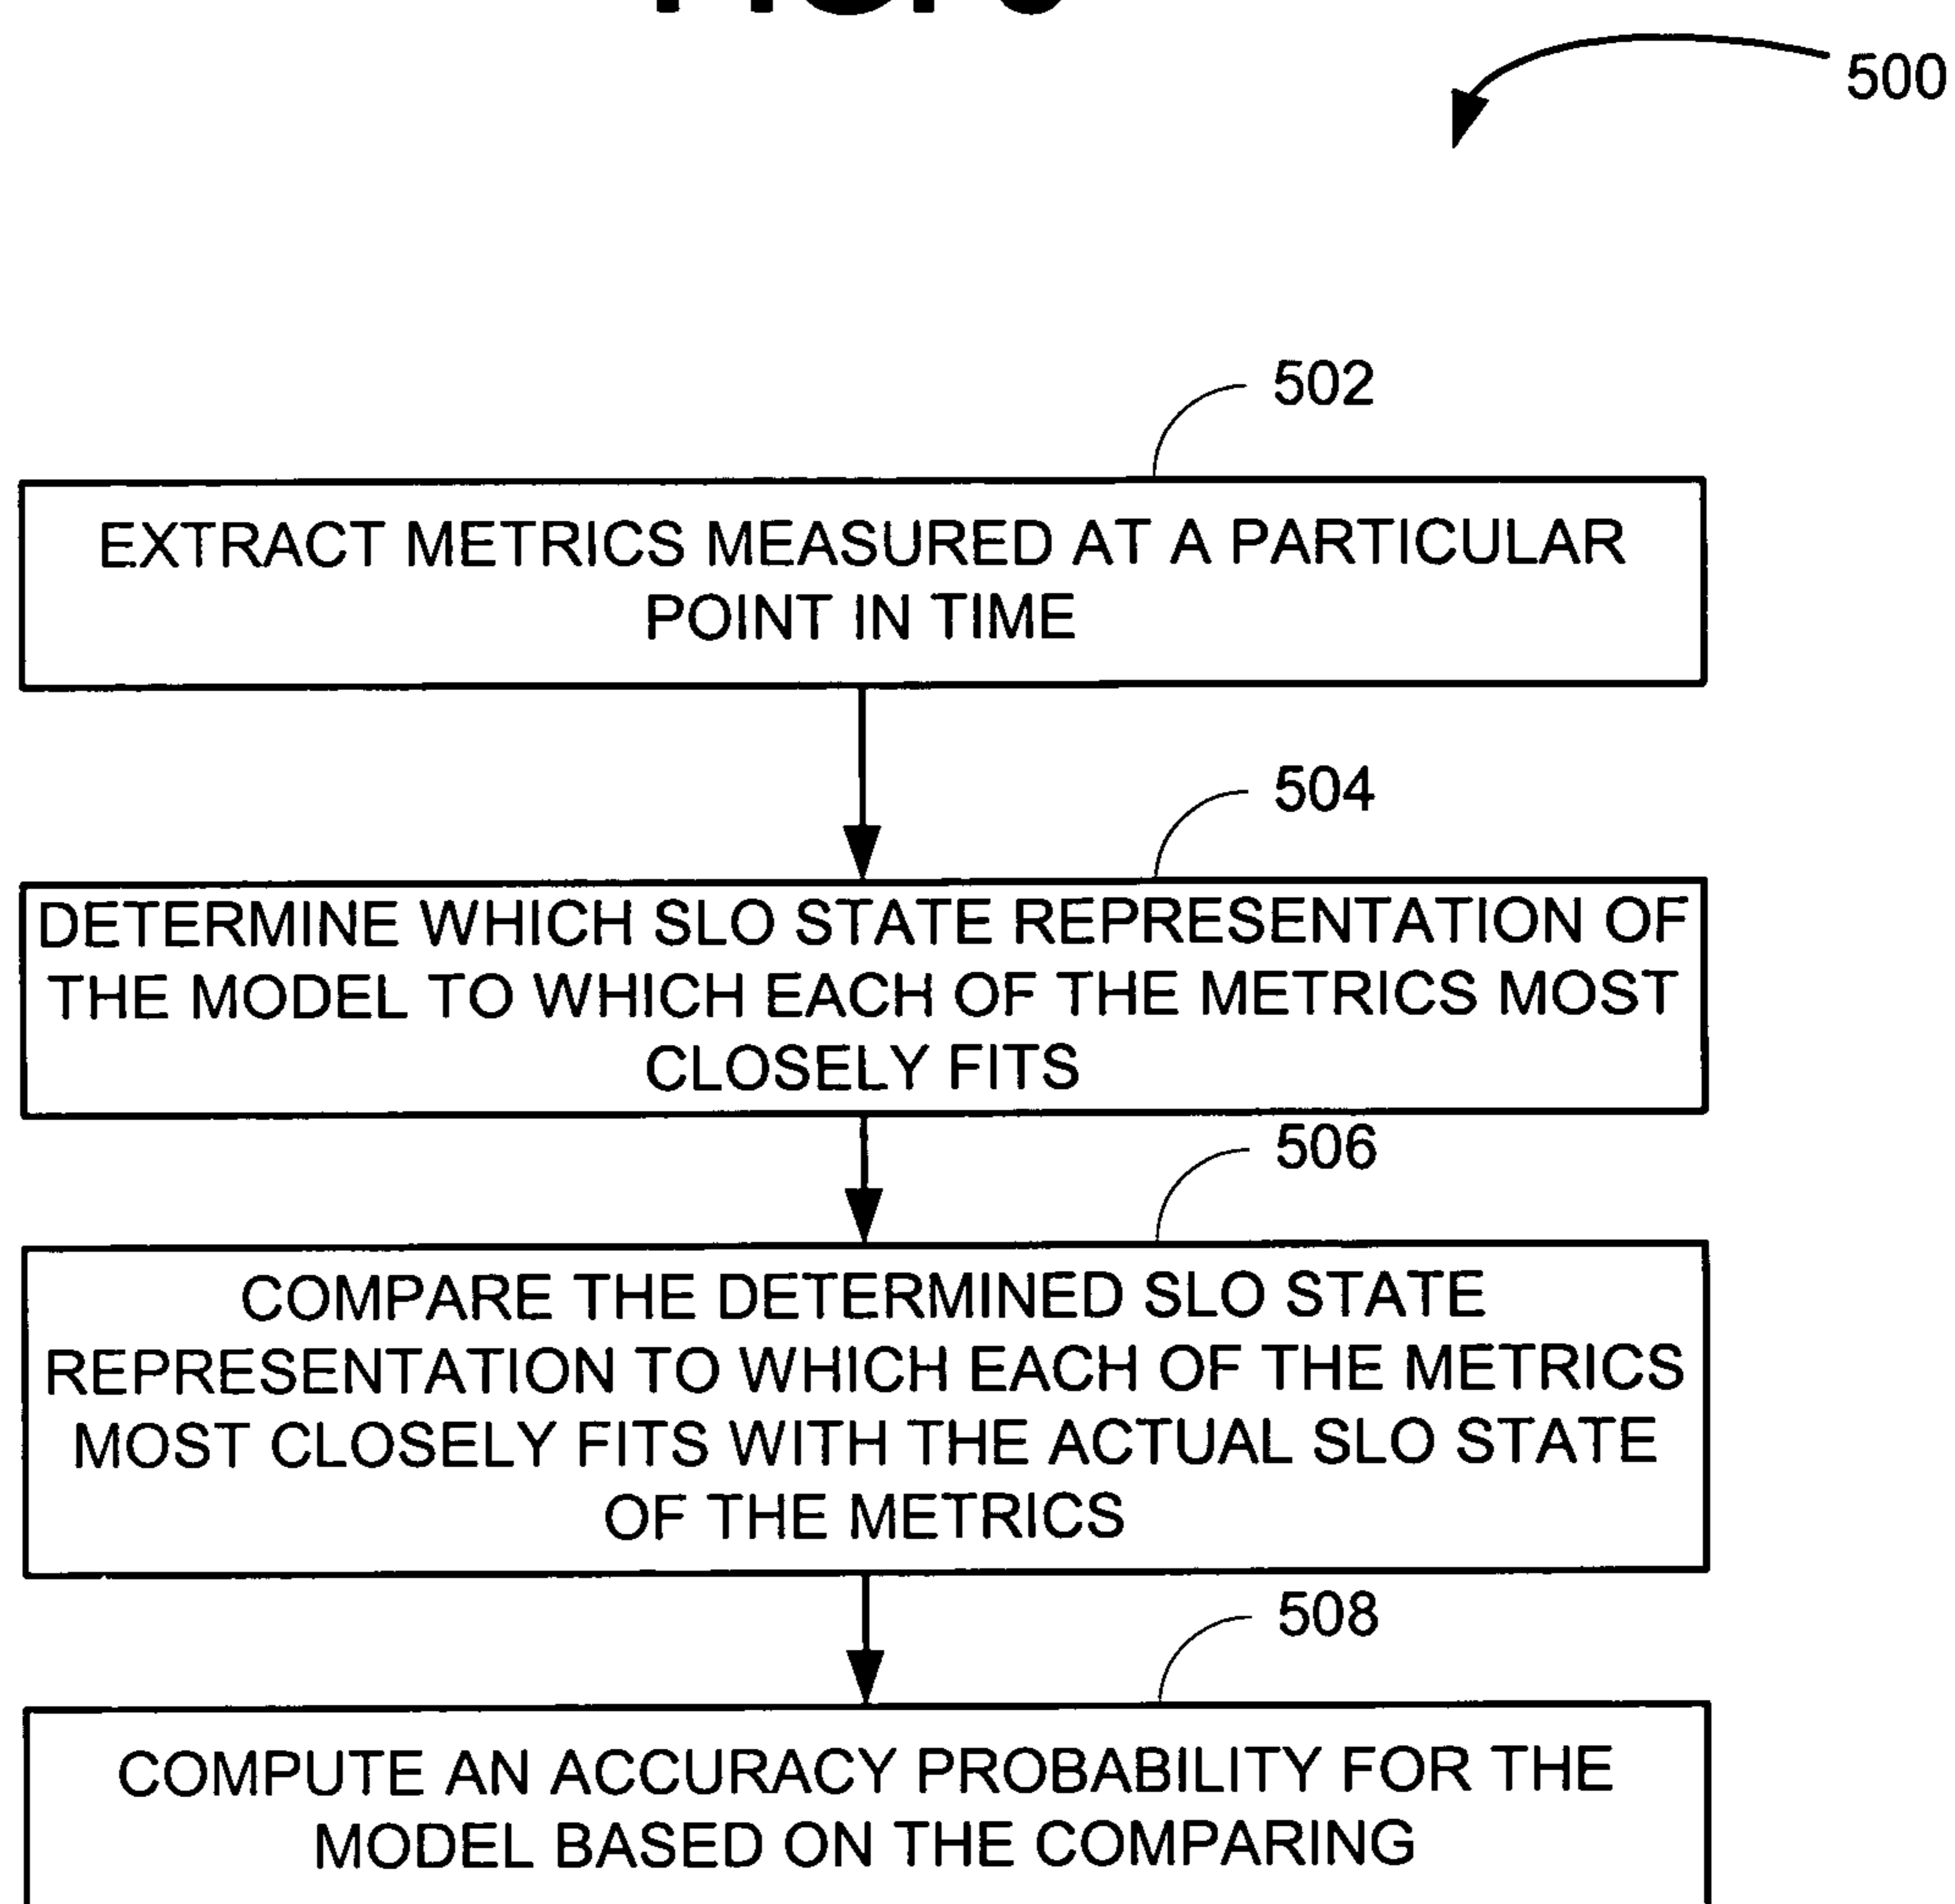 500
502
EXTRACT METRICS MEASURED AT A PARTICULAR
POINT IN TIME
504
DETERMINE WHICH SLO STATE REPRESENTATION OF
THE MODEL TO WHICH EACH OF THE METRICS MOST
CLOSELY FITS
506
COMPARE THE DETERMINED SLO STATE
REPRESENTATION TO WHICH EACH OF THE METRICS
MOST CLOSELY FITS WITH THE ACTUAL SLO STATE
OF THE METRICS
508
COMPUTE AN ACCURACY PROBABILITY FOR THE
MODEL BASED ON THE COMPARING